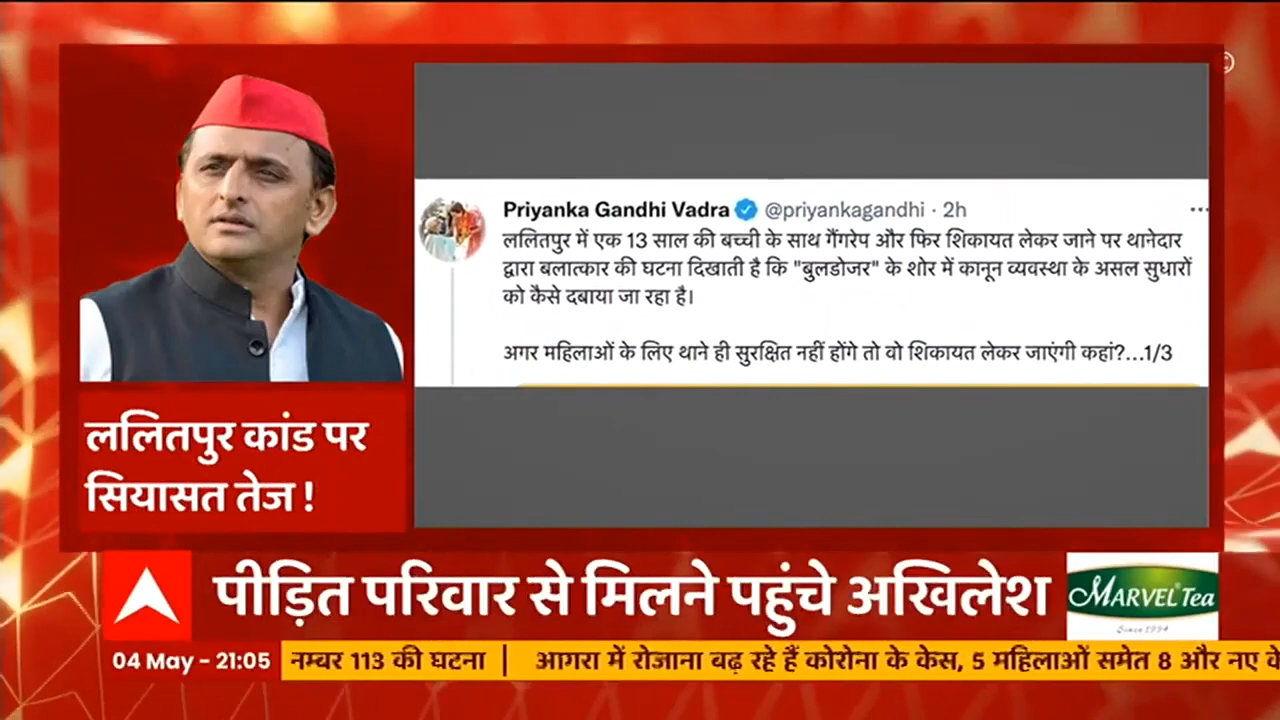 Priyanka Gandhi Vadra @priyankagandhi · 2h
ललितपुर में एक 13 साल की बच्ची के साथ गैंगरेप और फिर शिकायत लेकर जाने पर थानेदार
द्वारा बलात्कार की घटना दिखाती है कि "बुलडोजर" के शोर में कानून व्यवस्था के असल सुधारों
को कैसे दबाया जा रहा है।
अगर महिलाओं के लिए थाने ही सुरक्षित नहीं होंगे तो वो शिकायत लेकर जाएंगी कहां?...1/3
ललितपुर कांड पर
सियासत तेज !
पीड़ित परिवार से मिलने पहुंचे अखिलेश
MARVEL Tea
Since 1994
04 May - 21:05
नम्बर 113 की घटना | आगरा में रोजाना बढ़ रहे हैं कोरोना के केस, 5 महिलाओं समेत 8 और नए के